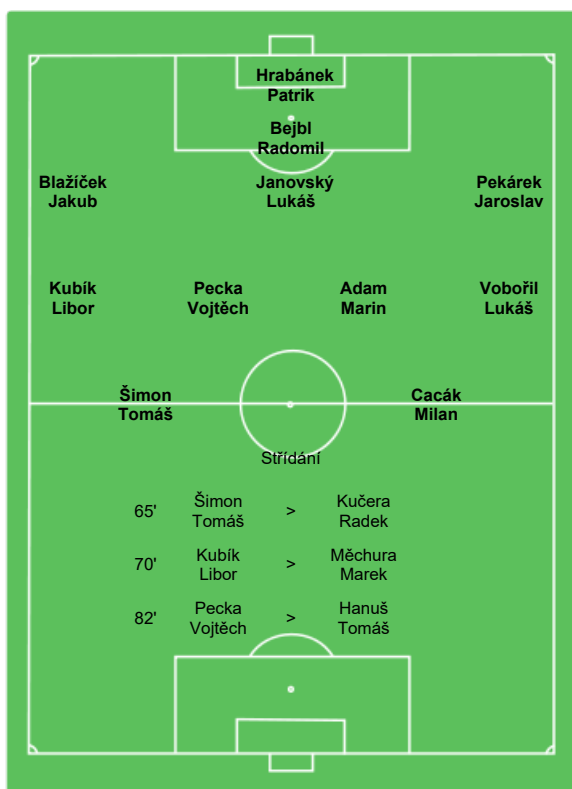 Hrabánek
Patrik
Bejbl
Radomil
Blažíček
Jakub
Janovský
Lukáš
Pekárek
Jaroslav
Kubík
Libor
Pecka
Vojtěch
Adam
Marin
Vobořil
Lukáš
Šimon
Tomáš
Cacák
Milan
Střídání
65' Šimon Tomáš > Kučera Radek
70' Kubík Libor > Měchura Marek
82' Pecka Vojtěch > Hanuš Tomáš